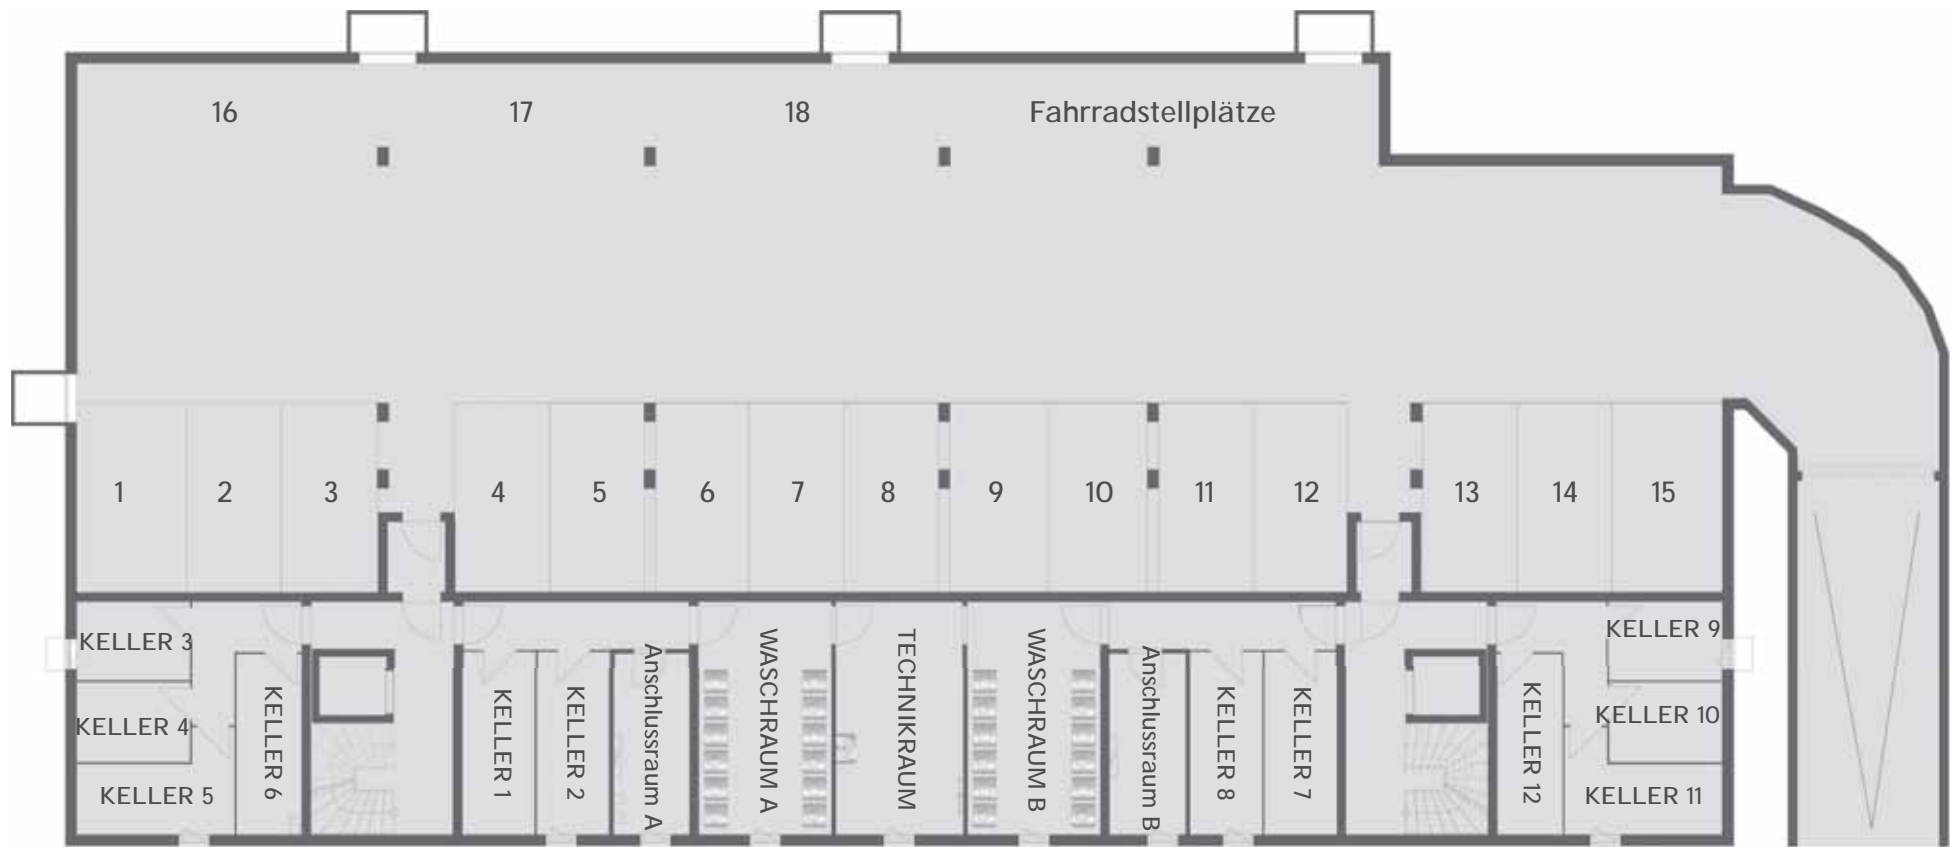 16
17
18
Fahrradstellplätze
1
2
3
4
5
6
7
8
9
10
11
12
13
14
15
KELLER 3
KELLER 4
KELLER 5
KELLER 6
KELLER 1
KELLER 2
Anschlussraum A
WASCHRAUM A
TECHNIKRAUM
WASCHRAUM B
Anschlussraum B
KELLER 8
KELLER 7
KELLER 12
KELLER 9
KELLER 10
KELLER 11